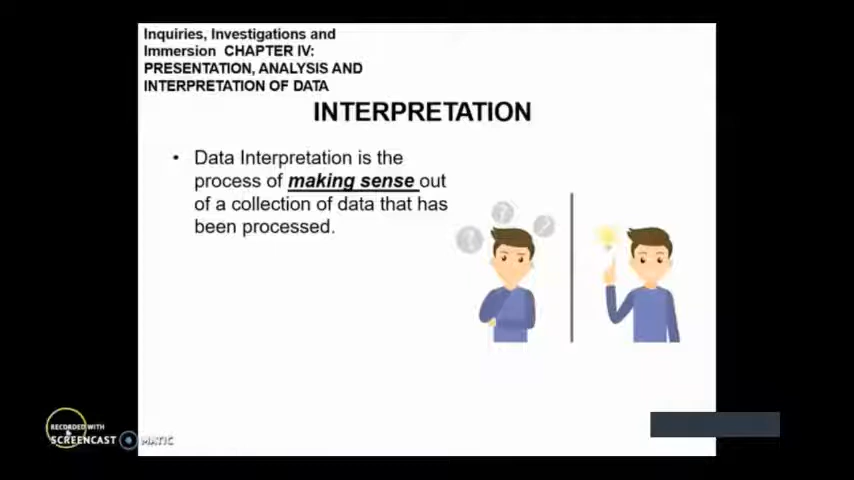 Inquiries, Investigations and
Immersion CHAPTER IV:
PRESENTATION, ANALYSIS AND
INTERPRETATION OF DATA
INTERPRETATION
• Data Interpretation is the
process of making sense out
of a collection of data that has
been processed.
RECORDED WITH
SCREENCAST MATIC